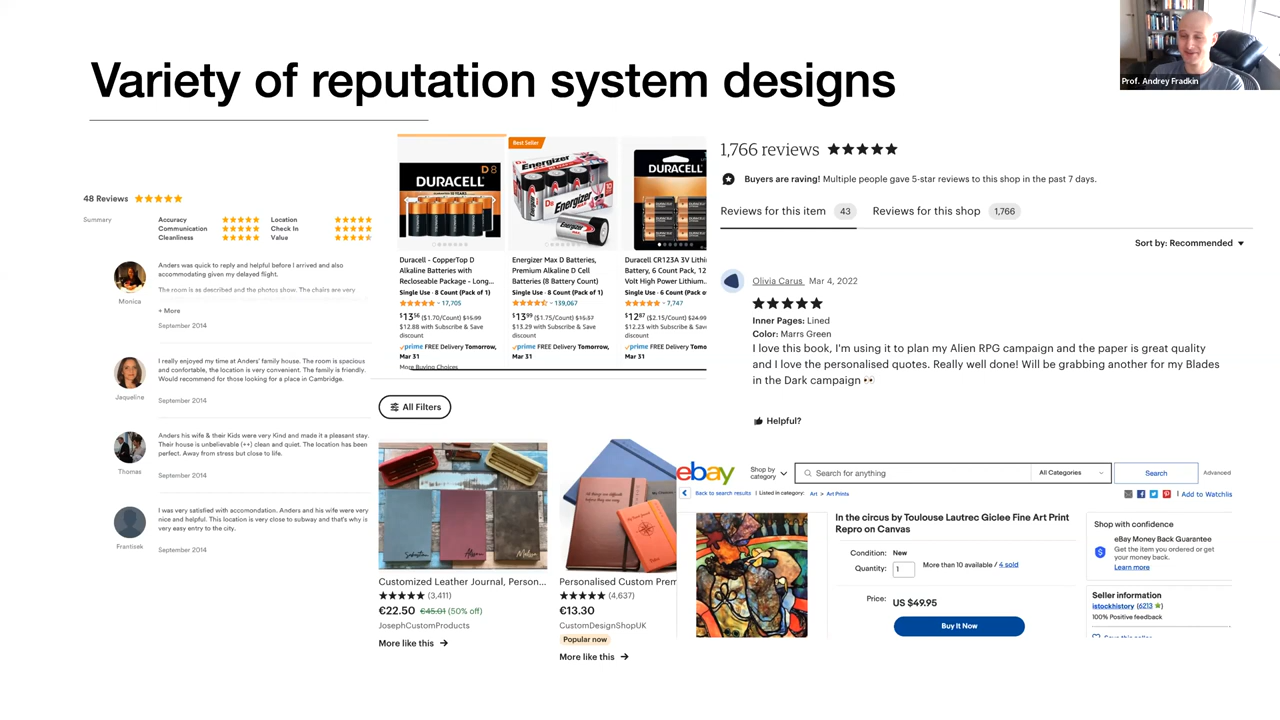 Variety of reputation system designs
Prof. Andrey Fradkin
48 Reviews
Summary
Accuracy
Communication
Cleanliness
Location
Check In
Value
Monica
Anders was quick to reply and helpful before I arrived and also
accommodating given my delayed flight.
The room is as described and the photos show. The chairs are very
+ More
September 2014
Jaqueline
I really enjoyed my time at Anders' family house. The room is spacious
and confortable, the location is very convenient. The family is friendly.
Would recommend for those looking for a place in Cambridge.
September 2014
Thomas
Anders his wife & their Kids were very Kind and made it a pleasant stay.
Their house is unbelievable (++) clean and quiet. The location has been
perfect. Away from stress but close to life.
September 2014
Frantisek
I was very satisfied with accomondation. Anders and his wife were very
nice and helpful. This location is very close to subway and that's why is
very easy entry to the city.
September 2014
DURACELL
D8
Duracell - CopperTop D
Alkaline Batteries with
Recloseable Package - Long...
Single Use · 8 Count (Pack of 1)
17,705
$1356 ($1.70/Count) $15.99
$12.88 with Subscribe & Save
discount
prime FREE Delivery Tomorrow,
Mar 31
More Buying Choices
Best Seller
Energizer
Energizer Max D Batteries,
Premium Alkaline D Cell
Batteries (8 Battery Count)
Single Use · 8 Count (Pack of 1)
139,067
$1399 ($1.75/Count) $15.37
$13.29 with Subscribe & Save
discount
prime FREE Delivery Tomorrow,
Mar 31
DURACELL
Duracell CR123A 3V Lithi
Battery, 6 Count Pack, 12
Volt High Power Lithium...
Single Use · 6 Count (Pack o
7,747
$1287 ($2.15/Count) $24.99
$12.23 with Subscribe & Save
discount
prime FREE Delivery Tomorrow,
Mar 31
1,766 reviews
Buyers are raving! Multiple people gave 5-star reviews to this shop in the past 7 days.
Reviews for this item 43
Reviews for this shop 1,766
Sort by: Recommended
Olivia Carus Mar 4, 2022
Inner Pages: Lined
Color: Marrs Green
I love this book, I'm using it to plan my Alien RPG campaign and the paper is great quality
and I love the personalised quotes. Really well done! Will be grabbing another for my Blades
in the Dark campaign 👀
Helpful?
All Filters
Customized Leather Journal, Person...
(3,411)
€22.50 €45.01 (50% off)
JosephCustomProducts
More like this →
Personalised Custom Prem
(4,637)
€13.30
CustomDesignShopUK
Popular now
More like this →
ebay
Shop by
category
Search for anything
All Categories
Search
Advanced
Back to search results | Listed in category: Art > Art Prints
Add to Watchlis
In the circus by Toulouse Lautrec Giclee Fine Art Print
Repro on Canvas
Condition: New
Quantity: 1
More than 10 available / 4 sold
Price: US $49.95
Buy It Now
Shop with confidence
eBay Money Back Guarantee
Get the item you ordered or get
your money back.
Learn more
Seller information
istockhistory (6213)
100% Positive feedback